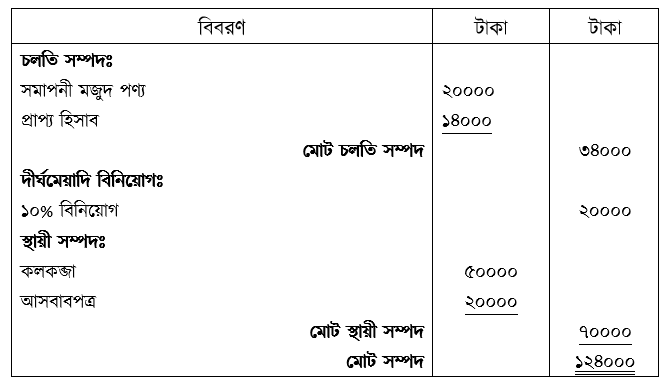 বিবরণ টাকা টাকা
চলতি সম্পদঃ
সমাপনী মজুদ পণ্য ২০০০০
প্রাপ্য হিসাব ১৪০০০
মোট চলতি সম্পদ ৩৪০০০
দীর্ঘমেয়াদি বিনিয়োগঃ
১০% বিনিয়োগ ২০০০০
স্থায়ী সম্পদঃ
কলকব্জা ৫০০০০
আসবাবপত্র ২০০০০
মোট স্থায়ী সম্পদ ৭০০০০
মোট সম্পদ ১২৪০০০